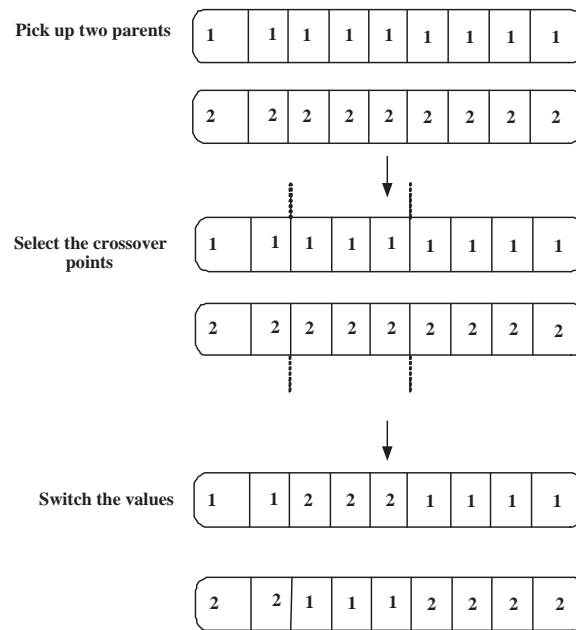 Pick up two parents
1 1 1 1 1 1 1 1 1
2 2 2 2 2 2 2 2 2
Select the crossover
points
1 1 1 1 1 1 1 1 1
2 2 2 2 2 2 2 2 2
Switch the values
1 1 2 2 2 1 1 1 1
2 2 1 1 1 2 2 2 2